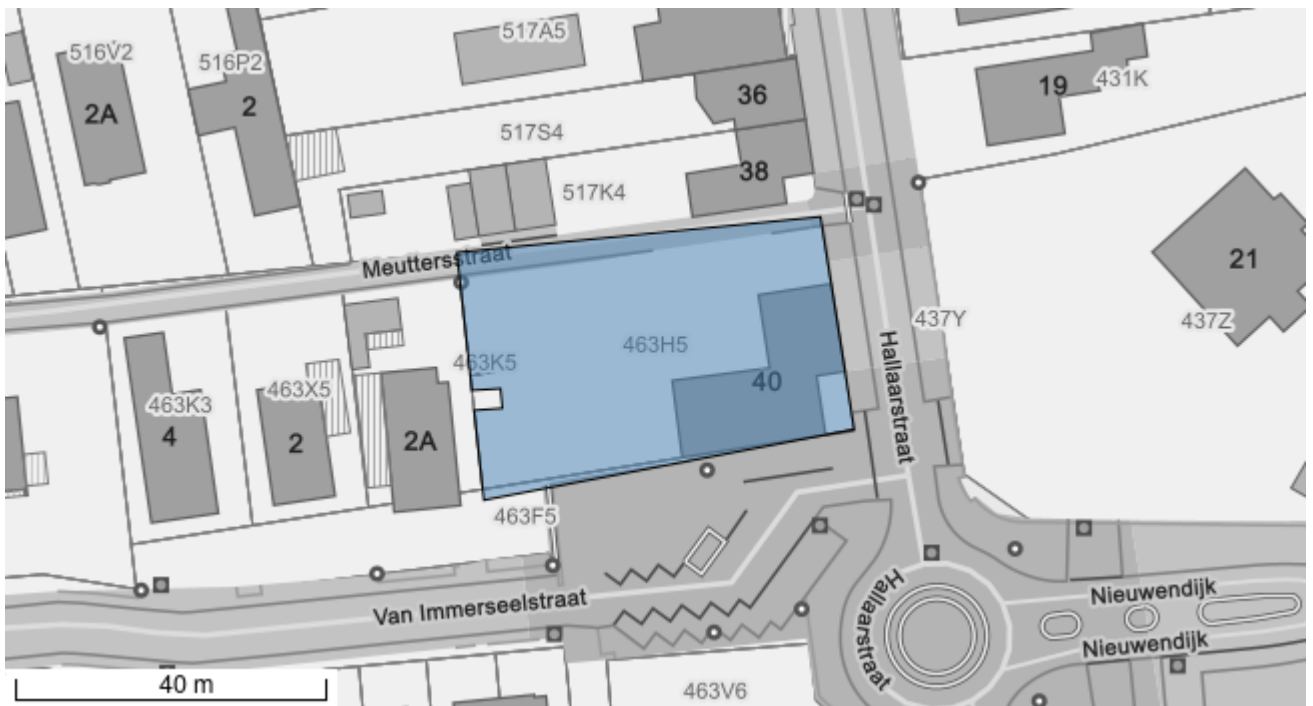 516V2
516P2
517A5
2A
2
36
19
431K
517S4
38
517K4
Meuttersstraat
21
437Y
437Z
463H5
463K5
Hallaarstraat
463K3
463X5
40
4
2
2A
463F5
Van Immerseelstraat
Hallaarstraat
Nieuwendijk
Nieuwendijk
40 m
463V6